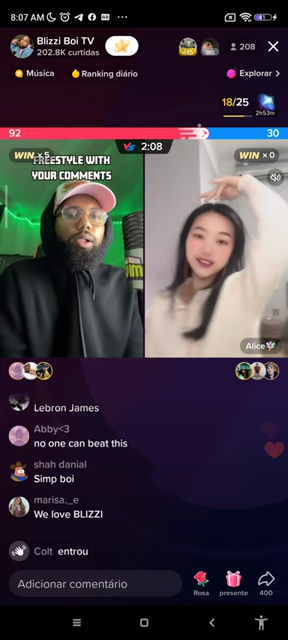 8:07 AM
Blizzi Boi TV
202.8K curtidas
208
Música
Ranking diário
Explorar
18/25
2h53m
92
30
VS 2:08
WIN x 5
WIN × 0
FREESTYLE WITH
YOUR COMMENTS
Alice
Lebron James
Abby<3
no one can beat this
shah danial
Simp boi
marisa._e
We love BLIZZI
Colt entrou
Adicionar comentário
Rosa
presente
400